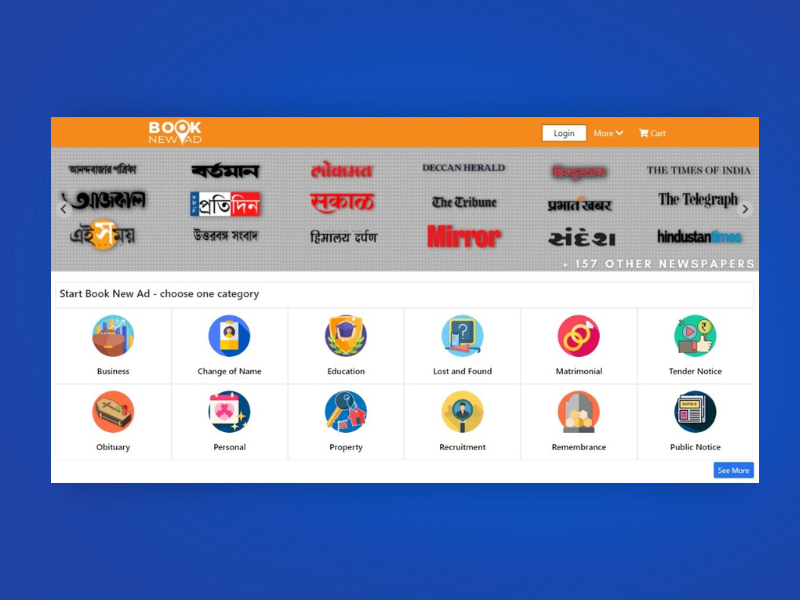 BOOK
NEW AD
Login
More
Cart
আনন্দবাজার পত্রিকা
বর্তমান
लोकमत
DECCAN HERALD
हिन्दुस्तान
THE TIMES OF INDIA
আজকাল
প্রতিদিন
सकाळ
The Tribune
प्रभात खबर
The Telegraph
এই সময়
উত্তরবঙ্গ সংবাদ
हिमालय दर्पण
Mirror
સંદેશ
hindustantimes
+ 157 OTHER NEWSPAPERS
Start Book New Ad - choose one category
Business
Change of Name
Education
Lost and Found
Matrimonial
Tender Notice
Obituary
Personal
Property
Recruitment
Remembrance
NOTICE
Public Notice
See More